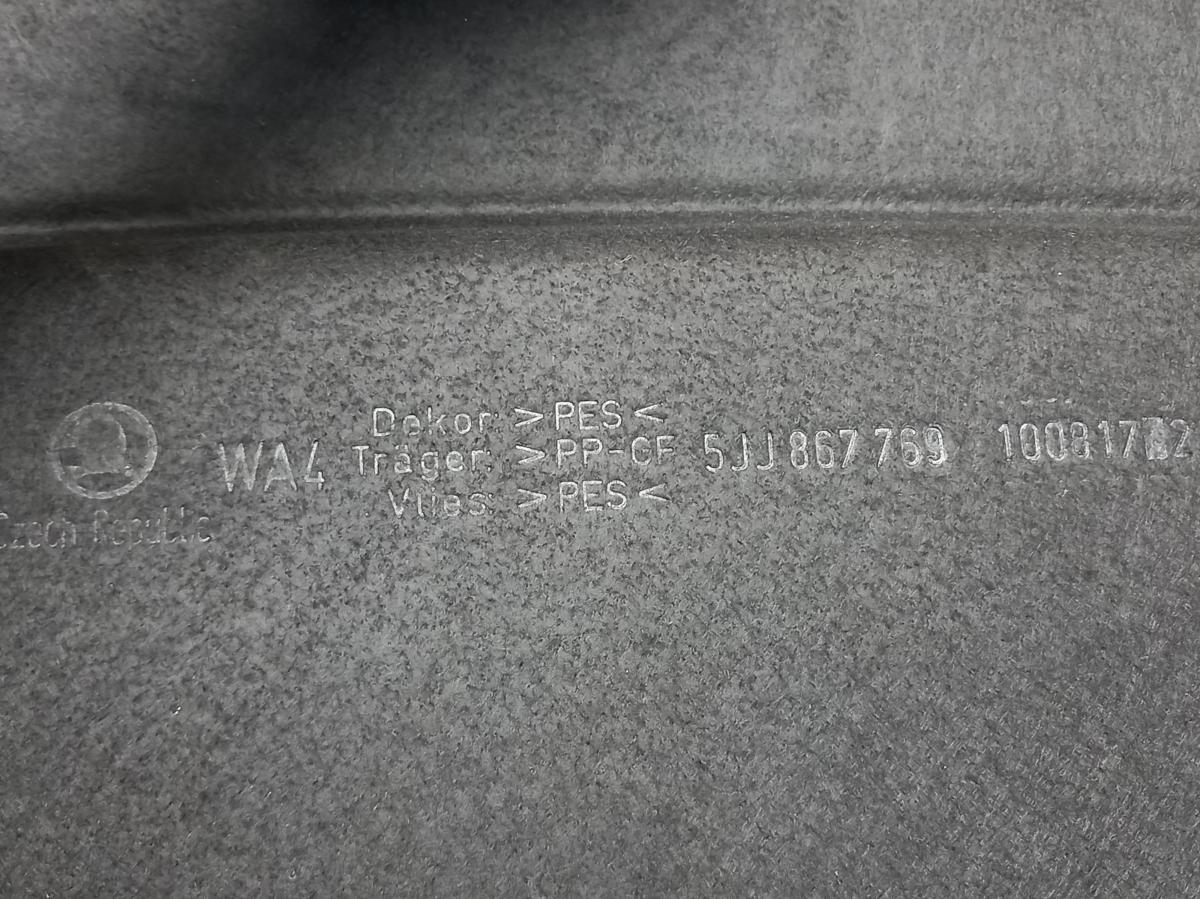 Dekor: >PES<
WA4 Träger: >PP-CF 5JJ 867 769
Vlies: >PES<
Czech Republic